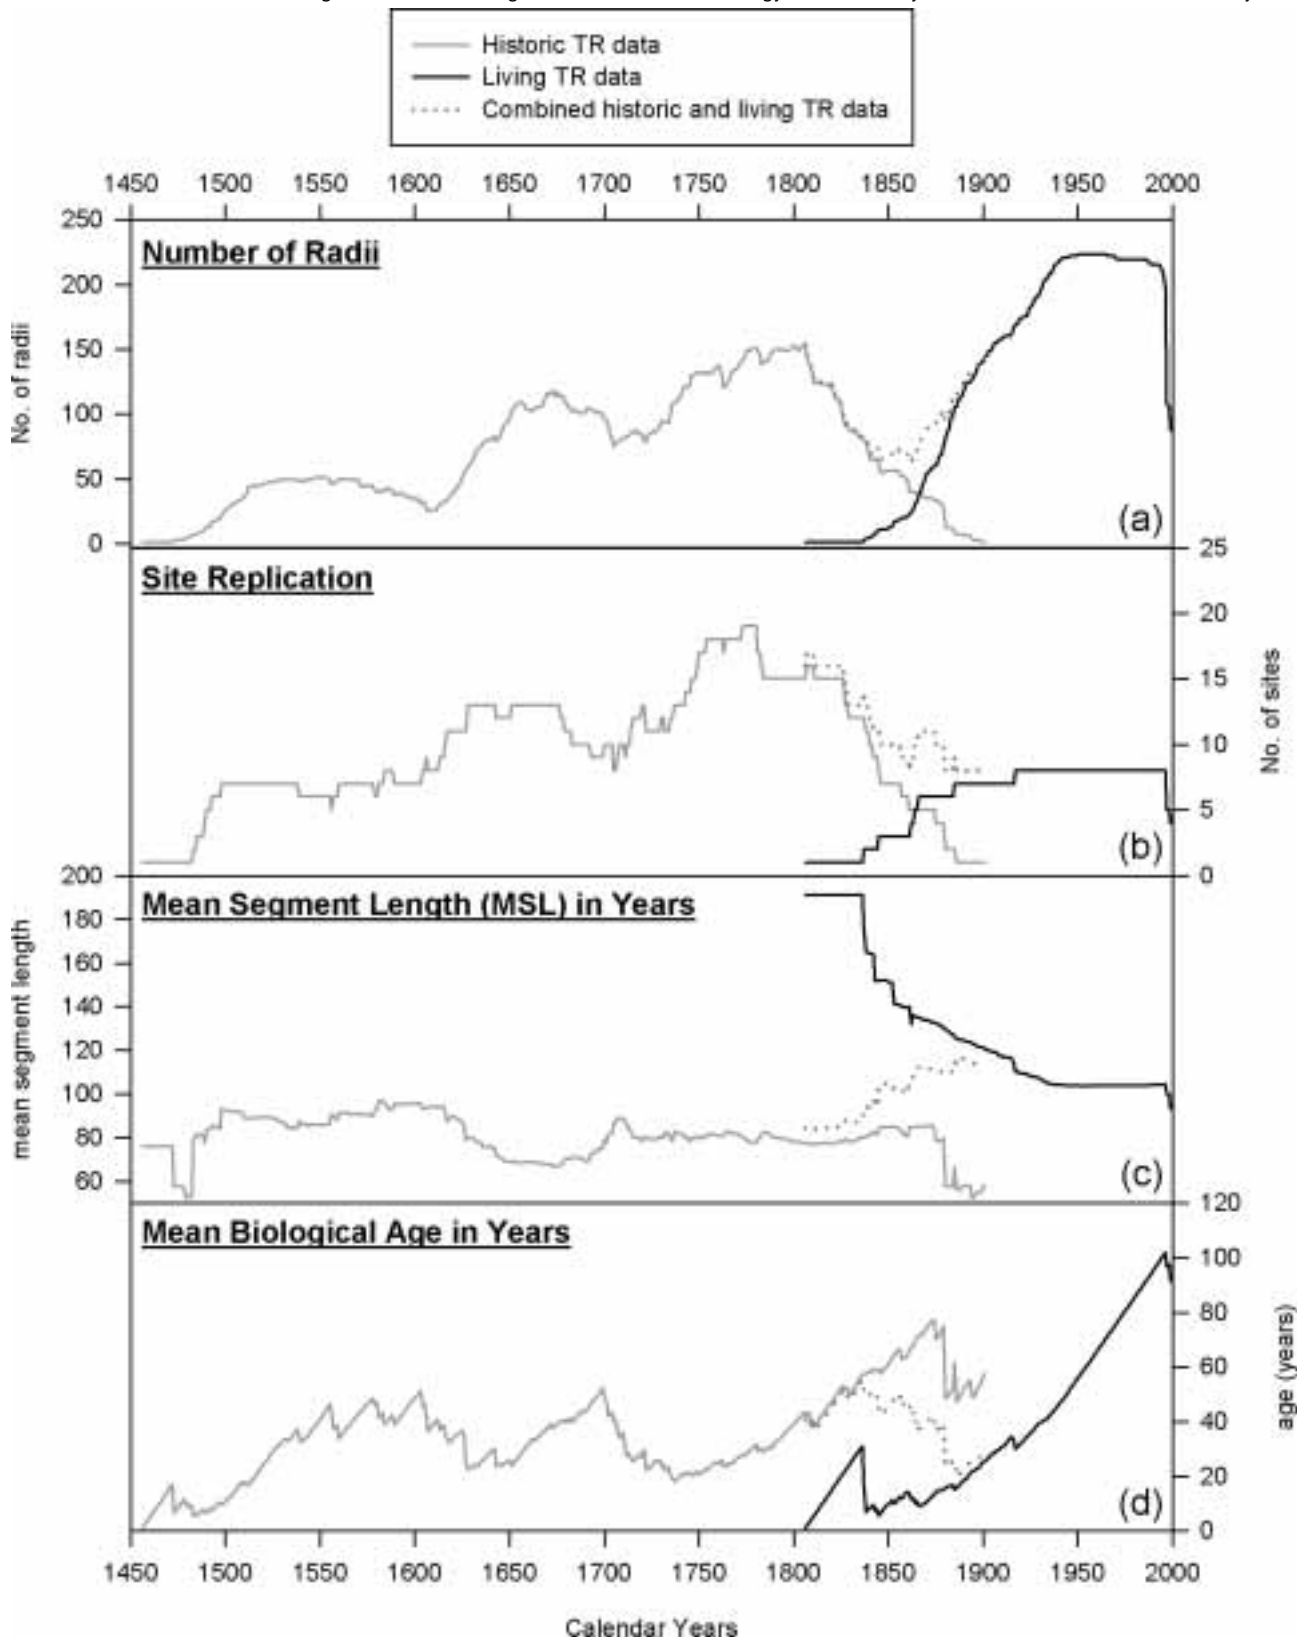 Historic TR data
Living TR data
Combined historic and living TR data
1450 1500 1550 1600 1650 1700 1750 1800 1850 1900 1950 2000
Number of Radii
No. of radii
250
200
150
100
50
0
(a)
Site Replication
No. of sites
25
20
15
10
5
0
(b)
Mean Segment Length (MSL) in Years
mean segment length
200
180
160
140
120
100
80
60
(c)
Mean Biological Age in Years
age (years)
120
100
80
60
40
20
0
(d)
1450 1500 1550 1600 1650 1700 1750 1800 1850 1900 1950 2000
Calendar Years